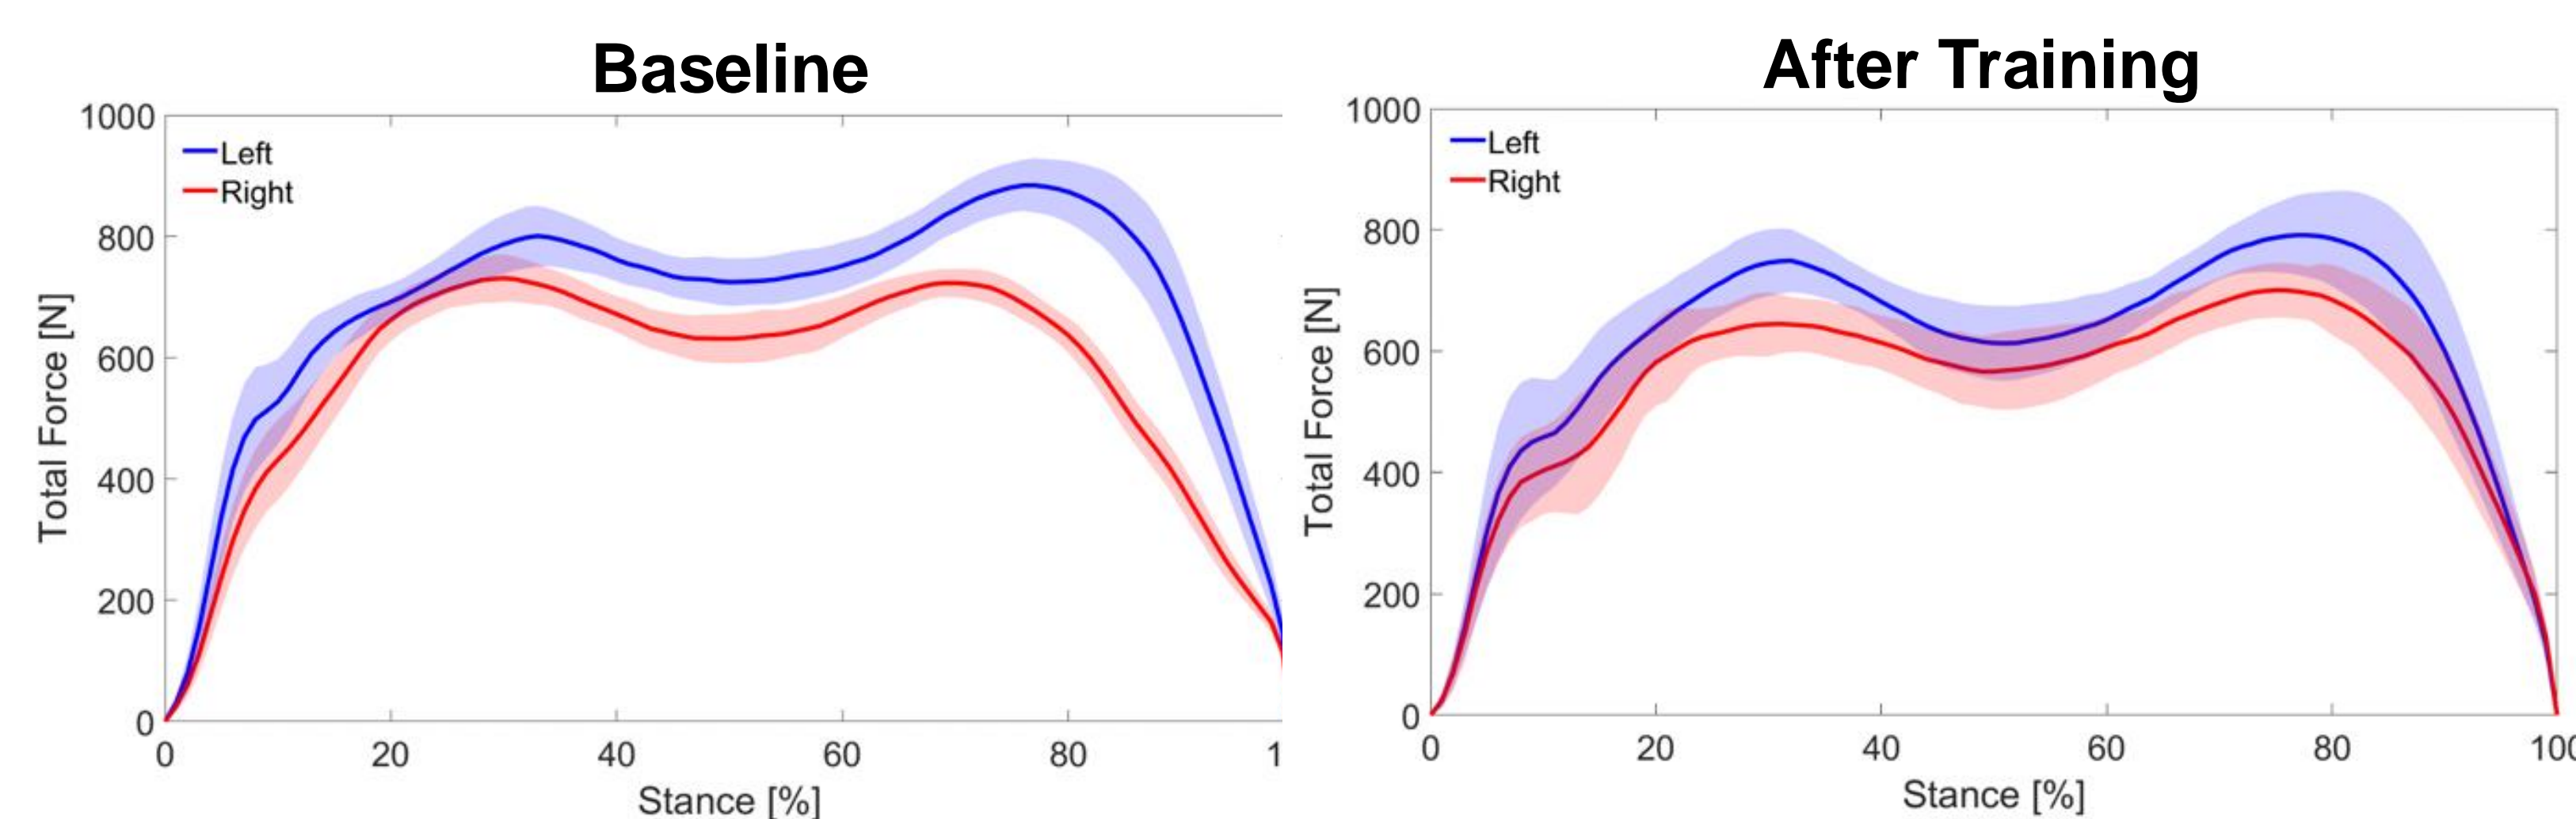 Baseline
1000
800
600
400
200
0
Total Force [N]
Left
Right
0 20 40 60 80 1
Stance [%]
After Training
1000
800
600
400
200
0
Total Force [N]
Left
Right
0 20 40 60 80 100
Stance [%]